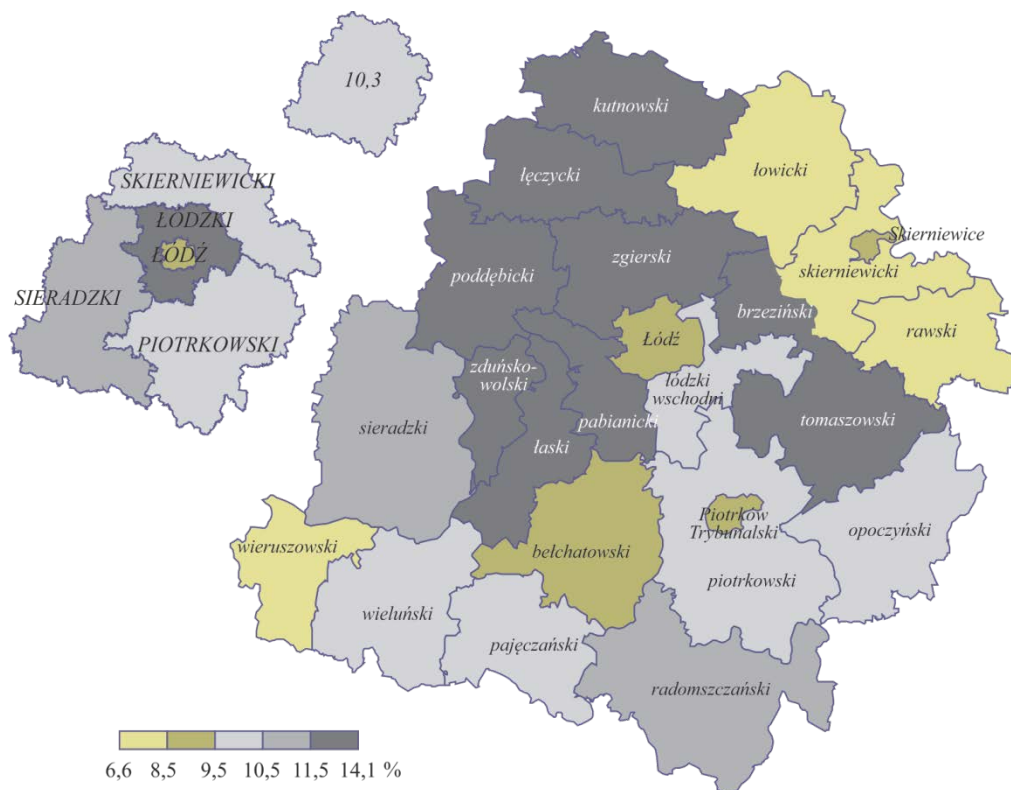 10,3
kutnowski
łęczycki
łowicki
SKIERNIEWICKI
ŁÓDZKI
ŁÓDŹ
SIERADZKI
PIOTRKOWSKI
Skierniewice
zgierski
poddębicki
skierniewicki
brzeziński
rawski
Łódź
zduńsko-
wolski
łódzki
wschodni
sieradzki
pabianicki
tomaszowski
łaski
Piotrków
Trybunalski
opoczyński
wieruszowski
bełchatowski
piotrkowski
wieluński
pajęczański
radomszczański
6,6 8,5 9,5 10,5 11,5 14,1 %